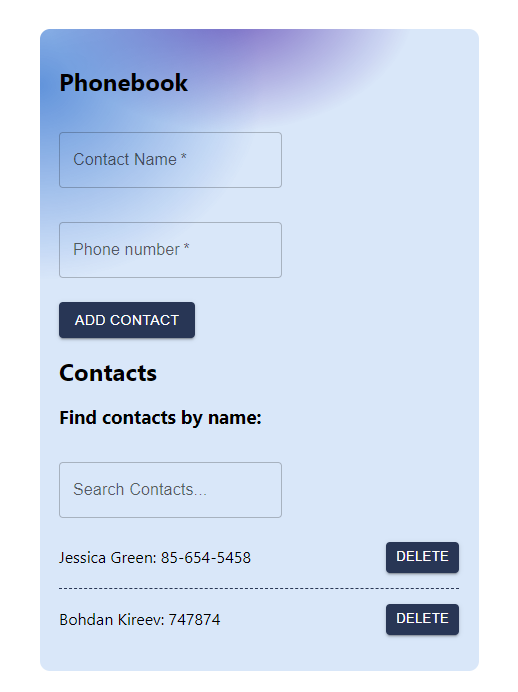 Phonebook
Contact Name *
Phone number *
ADD CONTACT
Contacts
Find contacts by name:
Search Contacts...
Jessica Green: 85-654-5458
DELETE
Bohdan Kireev: 747874
DELETE